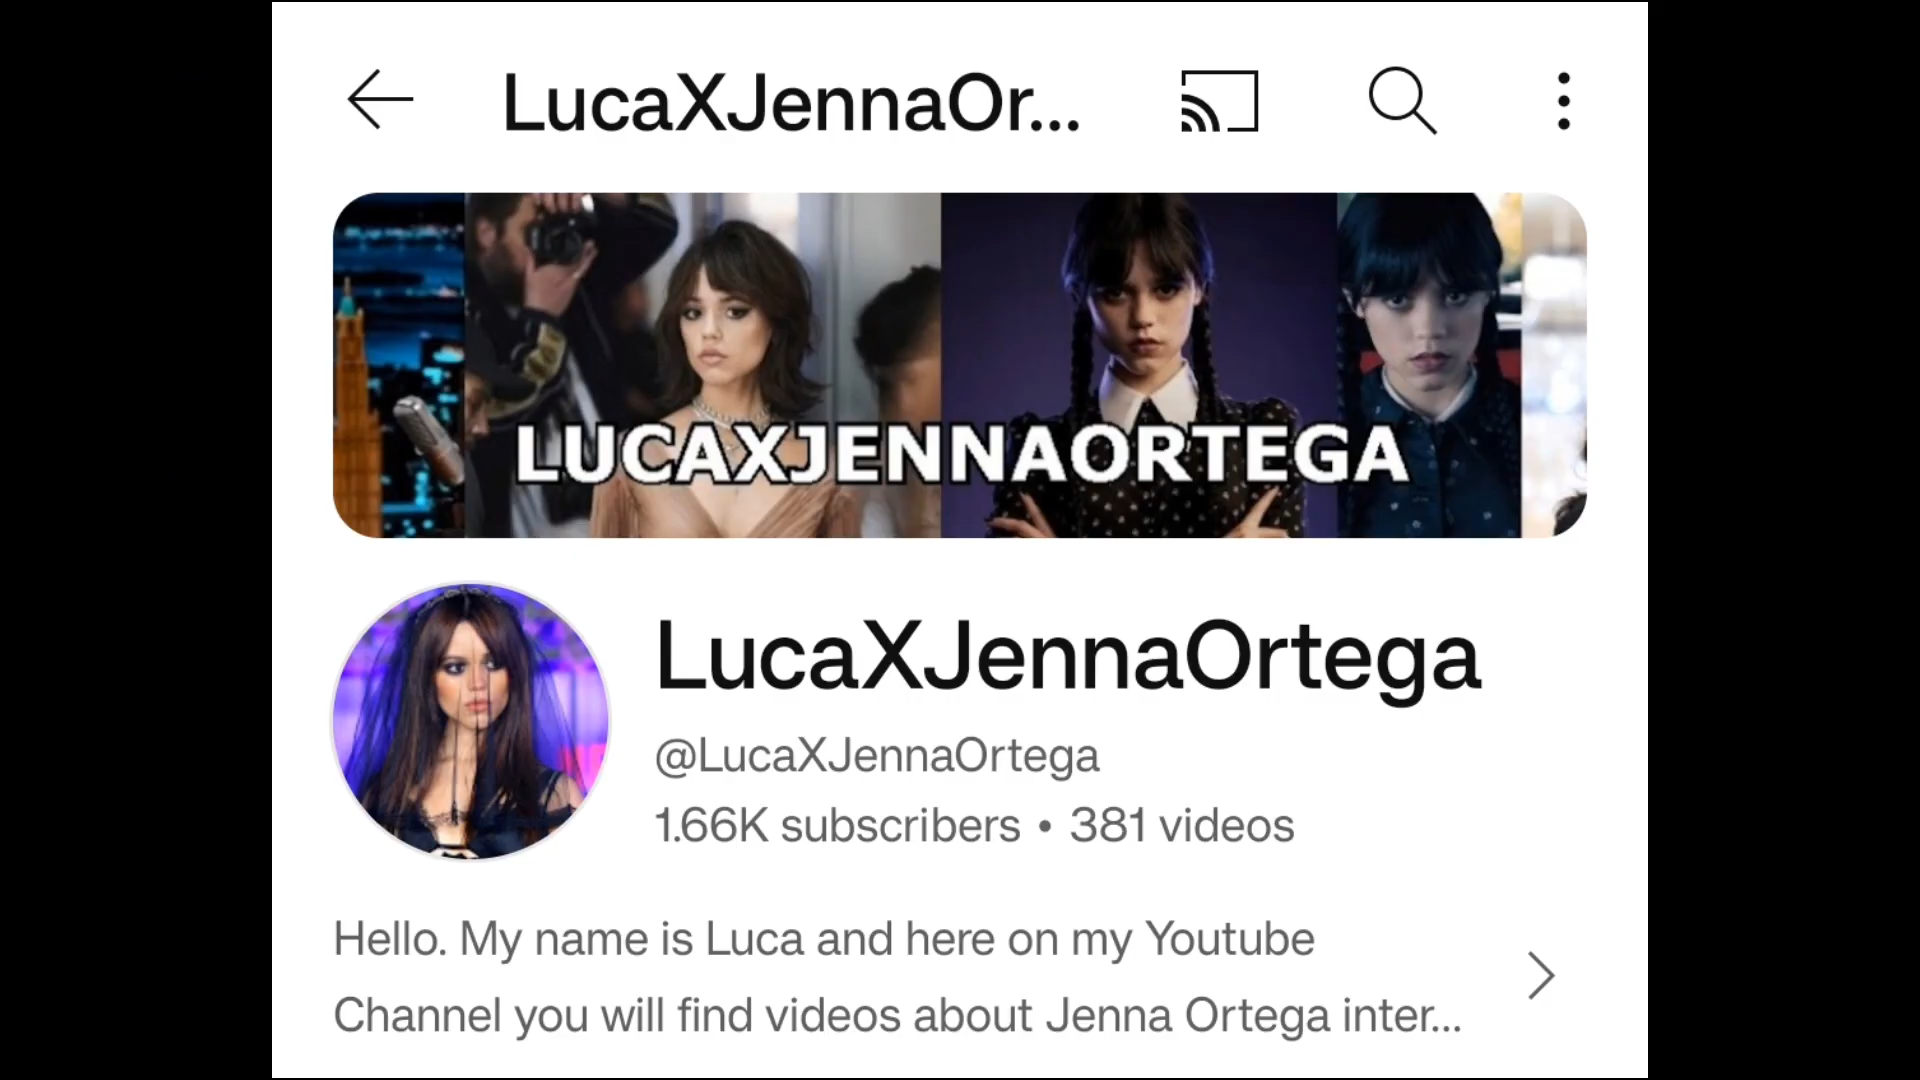 LucaXJennaOr...
LUCAXJENNAORTEGA
LucaXJennaOrtega
@LucaXJennaOrtega
1.66K subscribers • 381 videos
Hello. My name is Luca and here on my Youtube
Channel you will find videos about Jenna Ortega inter...